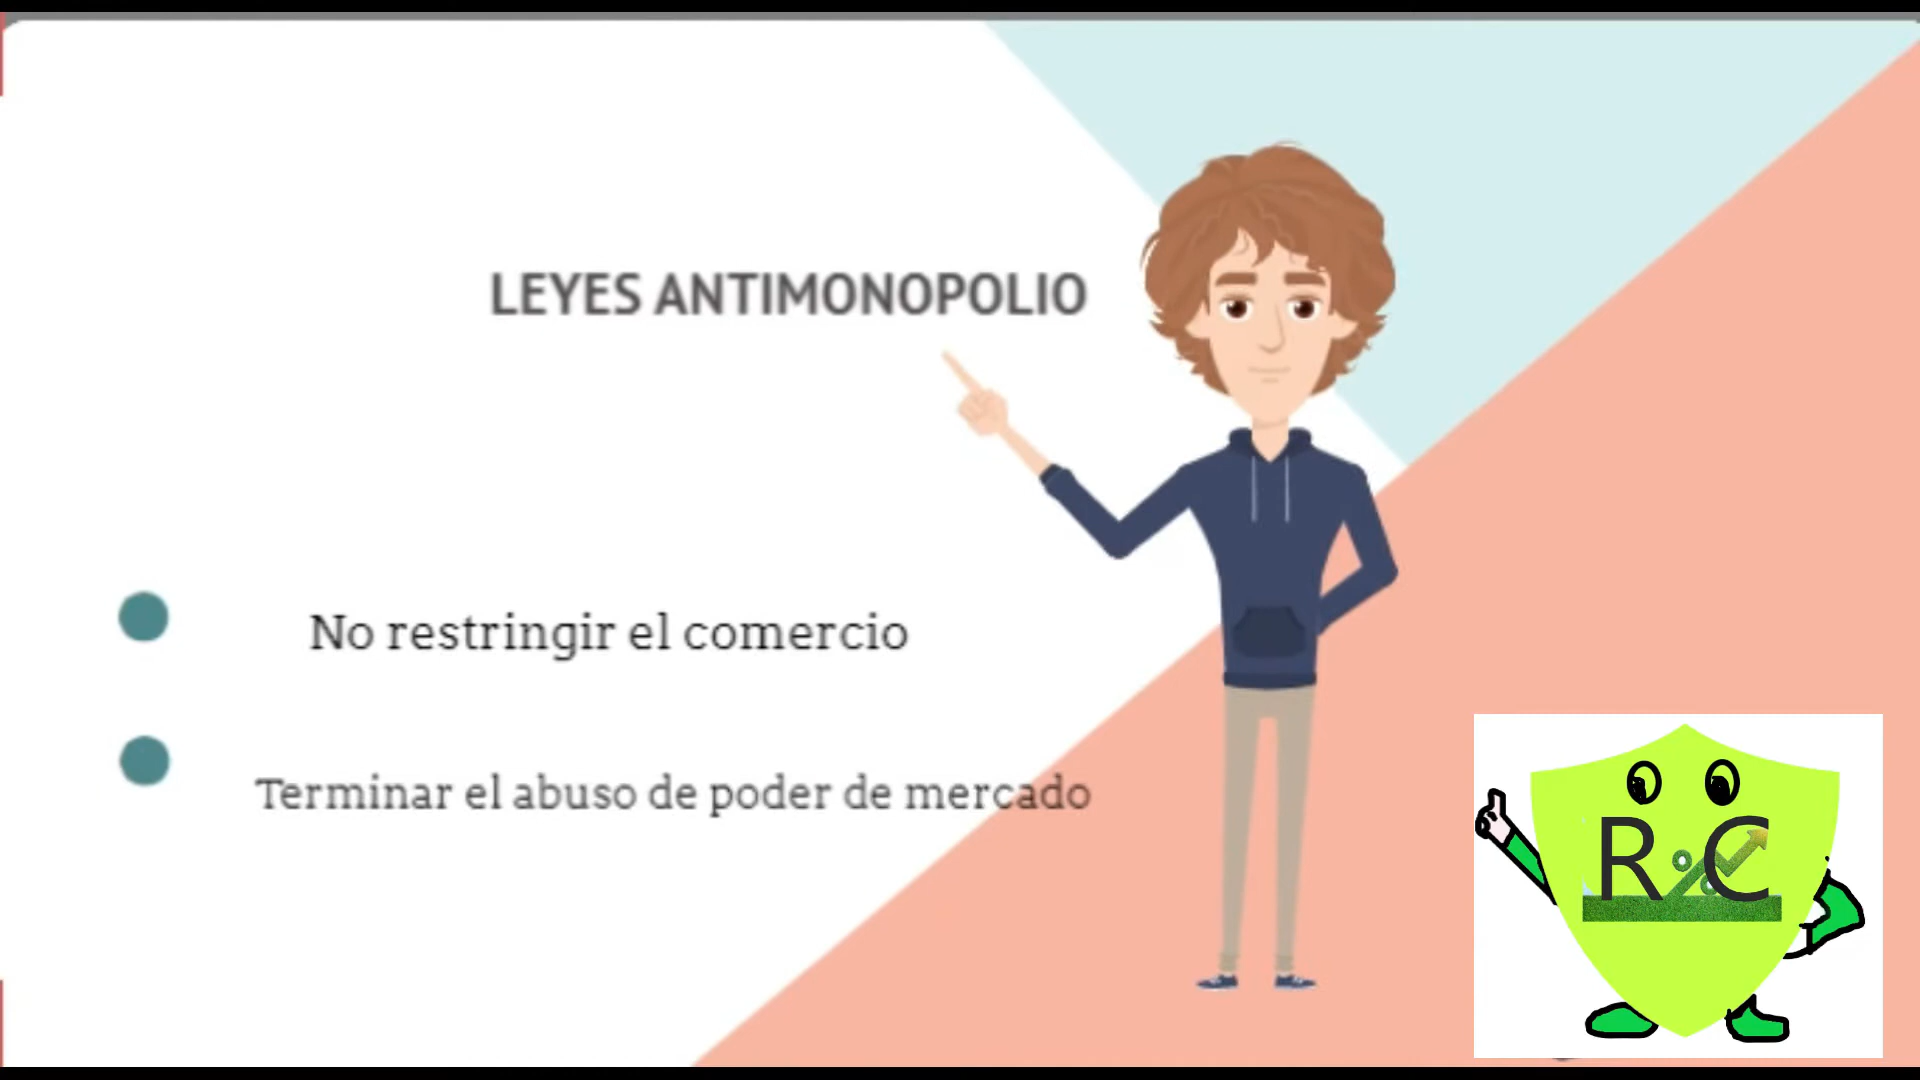 LEYES ANTIMONOPOLIO
No restringir el comercio
Terminar el abuso de poder de mercado
R%C